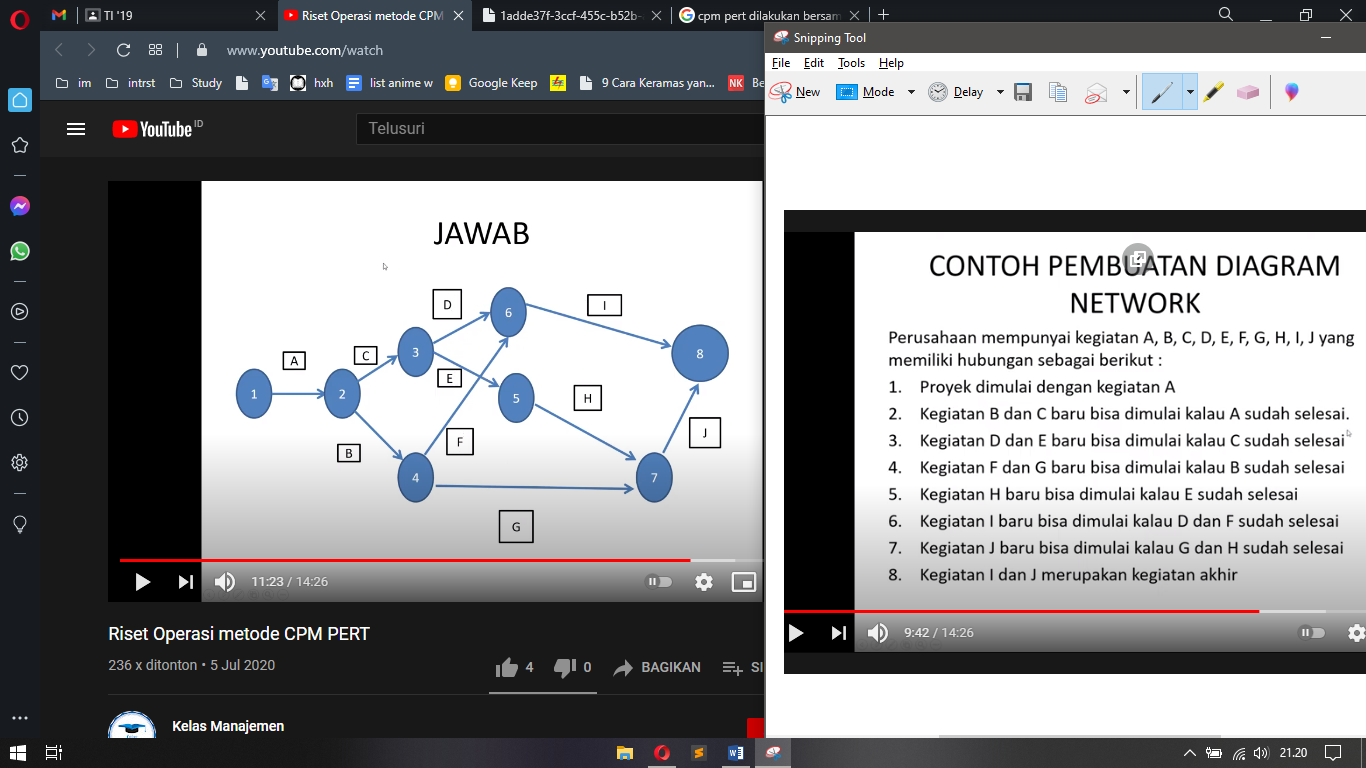 TI '19
Riset Operasi metode CPM
1adde37f-3ccf-455c-b52b-
cpm pert dilakukan bersam
www.youtube.com/watch
im
intrst
Study
hxh
list anime w
Google Keep
9 Cara Keramas yan...
NK
Be
YouTube ID
Telusuri
JAWAB
D
I
6
A
C
3
8
E
1
2
5
H
B
F
J
4
7
G
11:23 / 14:26
Riset Operasi metode CPM PERT
236 x ditonton • 5 Jul 2020
4
0
BAGIKAN
SI
Kelas Manajemen
Snipping Tool
File Edit Tools Help
New Mode Delay
CONTOH PEMBUATAN DIAGRAM
NETWORK
Perusahaan mempunyai kegiatan A, B, C, D, E, F, G, H, I, J yang
memiliki hubungan sebagai berikut :
1. Proyek dimulai dengan kegiatan A
2. Kegiatan B dan C baru bisa dimulai kalau A sudah selesai.
3. Kegiatan D dan E baru bisa dimulai kalau C sudah selesai
4. Kegiatan F dan G baru bisa dimulai kalau B sudah selesai
5. Kegiatan H baru bisa dimulai kalau E sudah selesai
6. Kegiatan I baru bisa dimulai kalau D dan F sudah selesai
7. Kegiatan J baru bisa dimulai kalau G dan H sudah selesai
8. Kegiatan I dan J merupakan kegiatan akhir
9:42 / 14:26
21.20